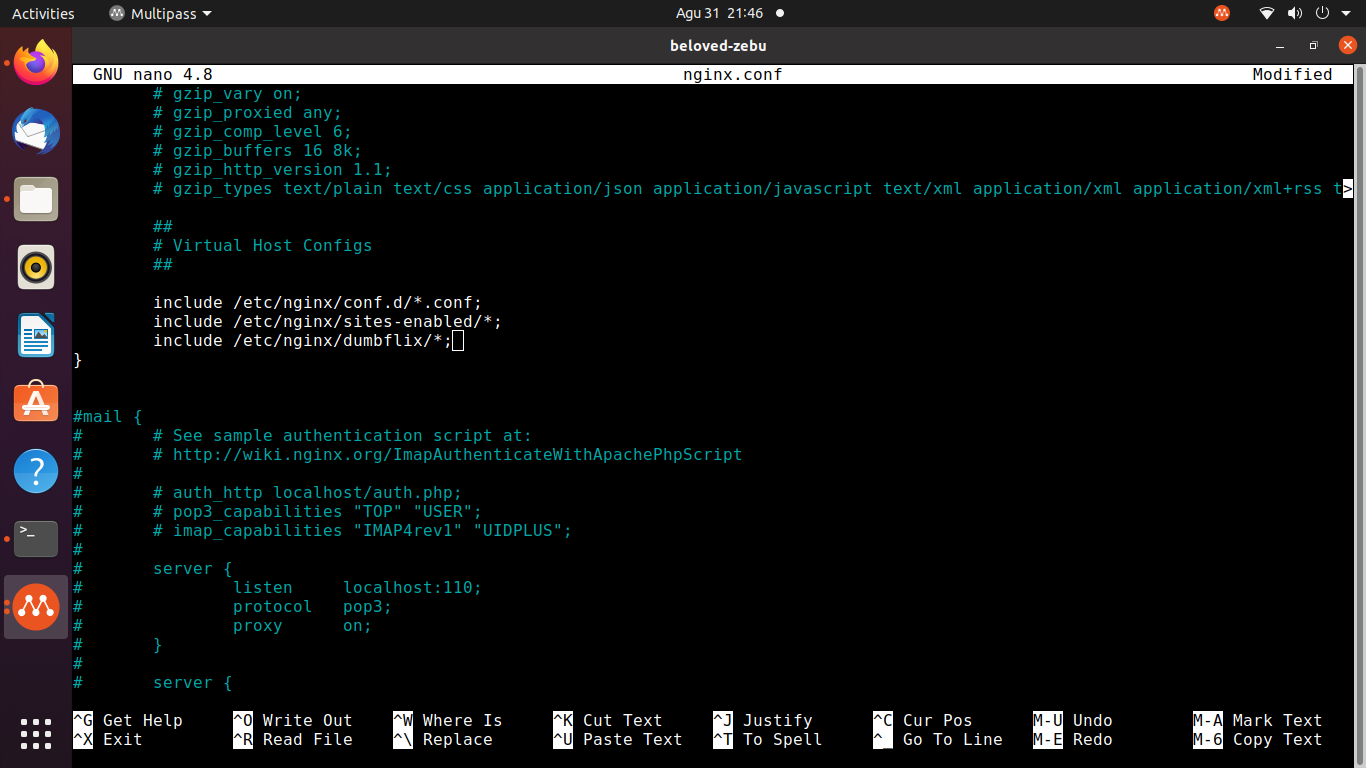 Activities Multipass Agu 31 21:46
beloved-zebu
GNU nano 4.8 nginx.conf Modified
# gzip_vary on;
# gzip_proxied any;
# gzip_comp_level 6;
# gzip_buffers 16 8k;
# gzip_http_version 1.1;
# gzip_types text/plain text/css application/json application/javascript text/xml application/xml application/xml+rss t>
##
# Virtual Host Configs
##
include /etc/nginx/conf.d/*.conf;
include /etc/nginx/sites-enabled/*;
include /etc/nginx/dumbflix/*;
}
#mail {
# # See sample authentication script at:
# # http://wiki.nginx.org/ImapAuthenticateWithApachePhpScript
#
# # auth_http localhost/auth.php;
# # pop3_capabilities "TOP" "USER";
# # imap_capabilities "IMAP4rev1" "UIDPLUS";
#
# server {
# listen localhost:110;
# protocol pop3;
# proxy on;
# }
#
# server {
^G Get Help ^O Write Out ^W Where Is ^K Cut Text ^J Justify ^C Cur Pos M-U Undo M-A Mark Text
^X Exit ^R Read File ^\ Replace ^U Paste Text ^T To Spell ^_ Go To Line M-E Redo M-6 Copy Text